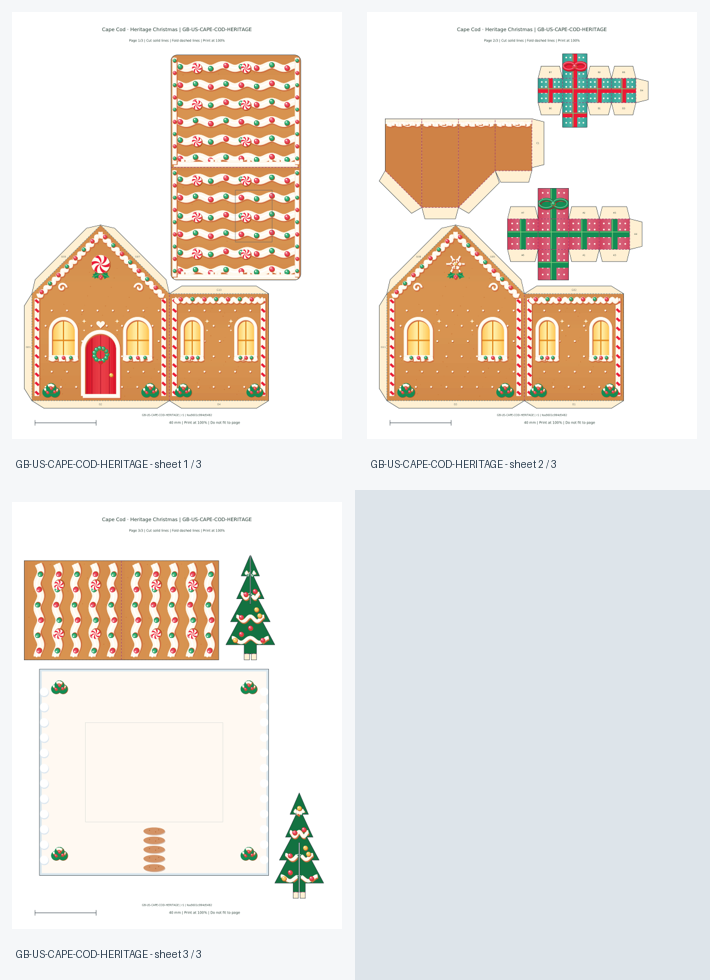 Cape Cod · Heritage Christmas | GB-US-CAPE-COD-HERITAGE
Page 1/3 | Cut solid lines | Fold dashed lines | Print at 100%
40 mm | Print at 100% | Do not fit to page
GB-US-CAPE-COD-HERITAGE - sheet 1 / 3
Cape Cod · Heritage Christmas | GB-US-CAPE-COD-HERITAGE
Page 2/3 | Cut solid lines | Fold dashed lines | Print at 100%
40 mm | Print at 100% | Do not fit to page
GB-US-CAPE-COD-HERITAGE - sheet 2 / 3
Cape Cod · Heritage Christmas | GB-US-CAPE-COD-HERITAGE
Page 3/3 | Cut solid lines | Fold dashed lines | Print at 100%
40 mm | Print at 100% | Do not fit to page
GB-US-CAPE-COD-HERITAGE - sheet 3 / 3